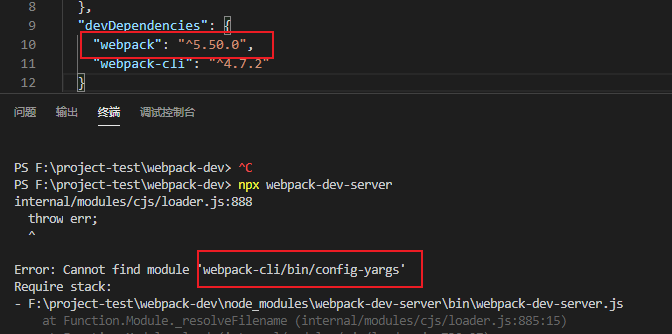 8 },
9 "devDependencies": {
10 "webpack": "^5.50.0",
11 "webpack-cli": "^4.7.2"
12 }
问题 输出 终端 调试控制台
PS F:\project-test\webpack-dev> ^C
PS F:\project-test\webpack-dev> npx webpack-dev-server
internal/modules/cjs/loader.js:888
throw err;
^
Error: Cannot find module 'webpack-cli/bin/config-yargs'
Require stack:
- F:\project-test\webpack-dev\node_modules\webpack-dev-server\bin\webpack-dev-server.js
at Function.Module._resolveFilename (internal/modules/cjs/loader.js:885:15)